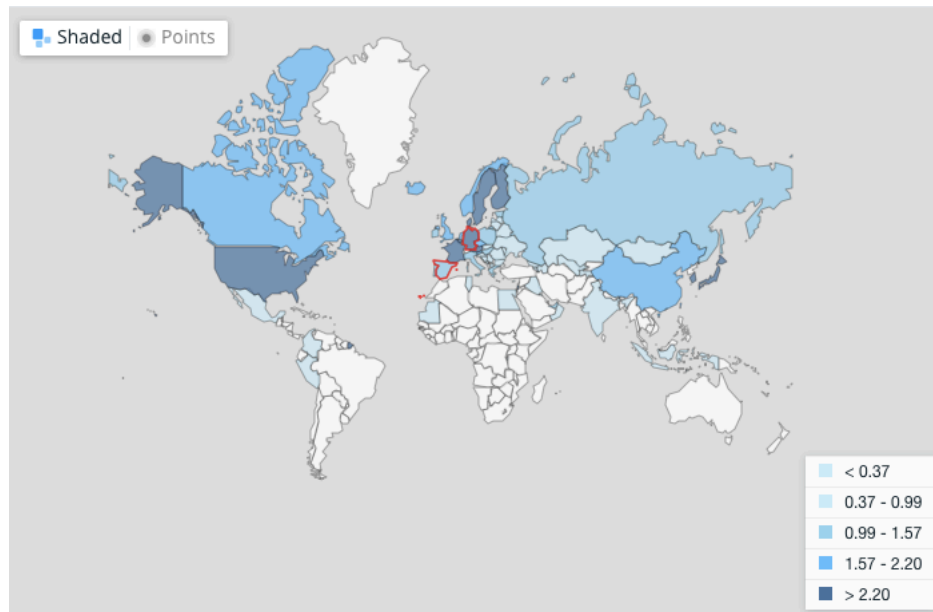 Shaded Points
< 0.37
0.37 - 0.99
0.99 - 1.57
1.57 - 2.20
> 2.20